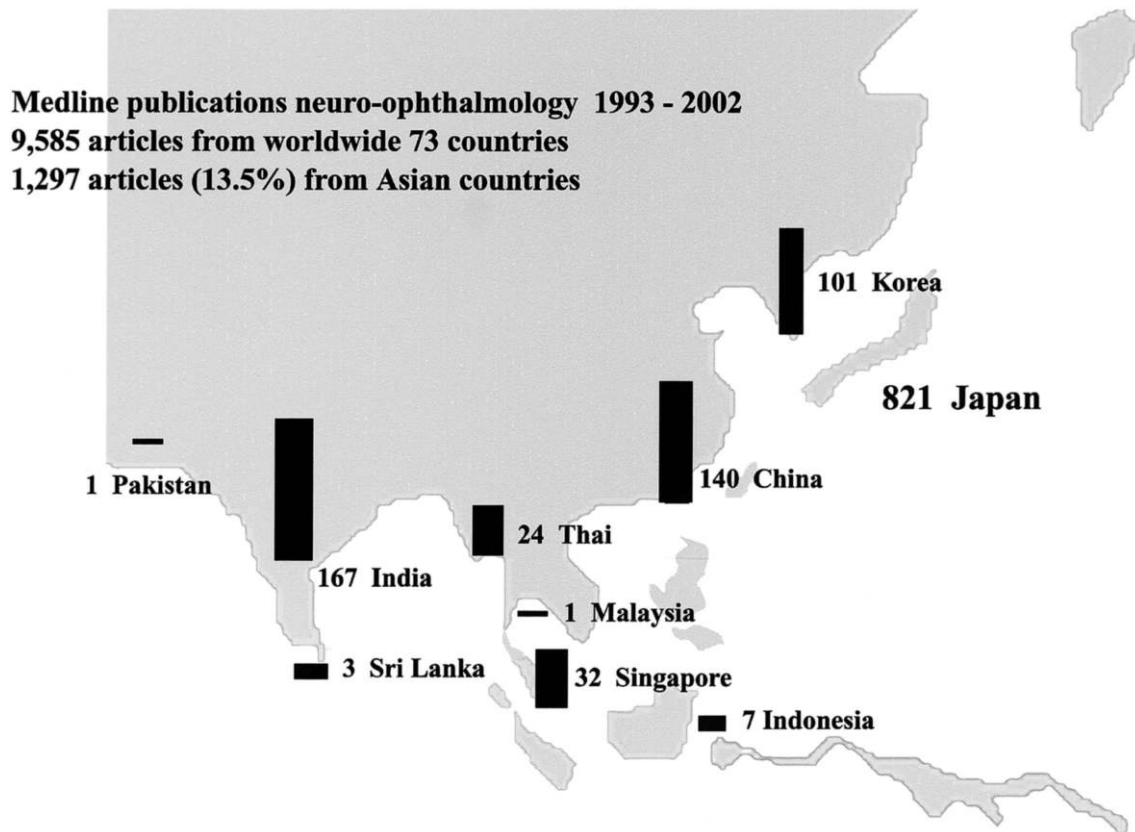 Medline publications neuro-ophthalmology 1993 - 2002
9,585 articles from worldwide 73 countries
1,297 articles (13.5%) from Asian countries
101 Korea
821 Japan
1 Pakistan
140 China
24 Thai
167 India
1 Malaysia
3 Sri Lanka
32 Singapore
7 Indonesia